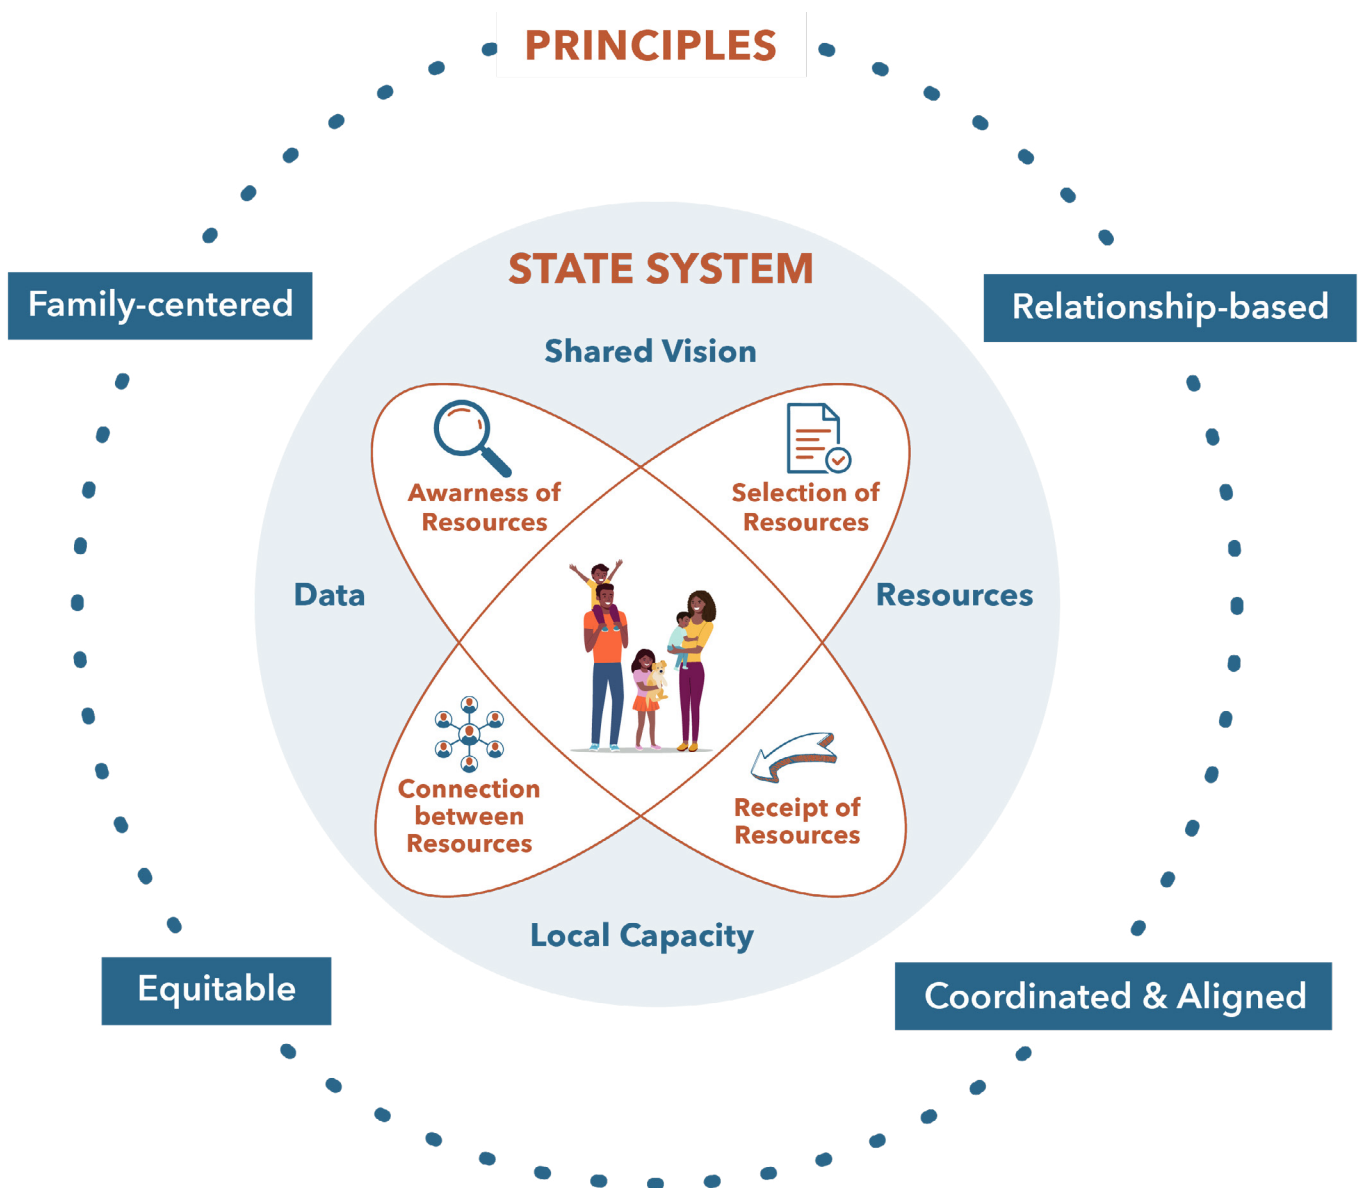 PRINCIPLES
Family-centered
Relationship-based
STATE SYSTEM
Shared Vision
Awarness of
Resources
Selection of
Resources
Data
Resources
Connection
between
Resources
Receipt of
Resources
Local Capacity
Equitable
Coordinated & Aligned